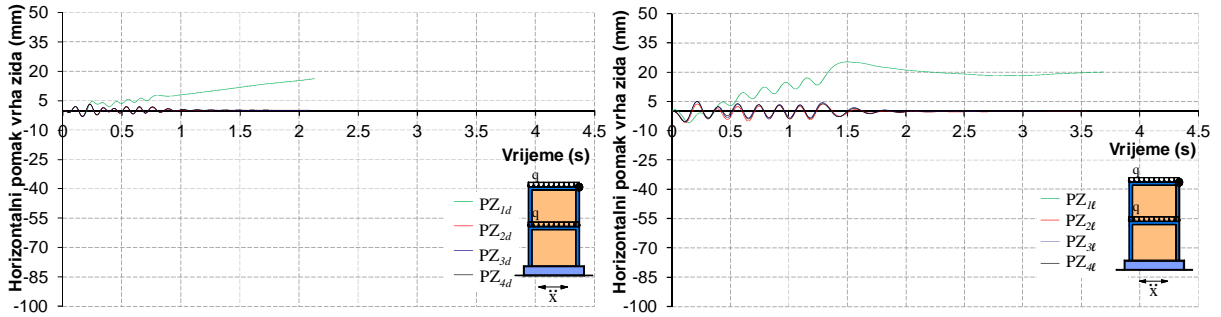 Horizontalni pomak vrha zida (mm)
50
35
20
5
-10
-25
-40
-55
-70
-85
-100
0
0.5
1
1.5
2
2.5
3
3.5
4
4.5
Vrijeme (s)
PZ1d
PZ2d
PZ3d
PZ4d
q
q
ẍ
Horizontalni pomak vrha zida (mm)
50
35
20
5
-10
-25
-40
-55
-70
-85
-100
0
0.5
1
1.5
2
2.5
3
3.5
4
4.5
Vrijeme (s)
PZ1ℓ
PZ2ℓ
PZ3ℓ
PZ4ℓ
q
q
ẍ